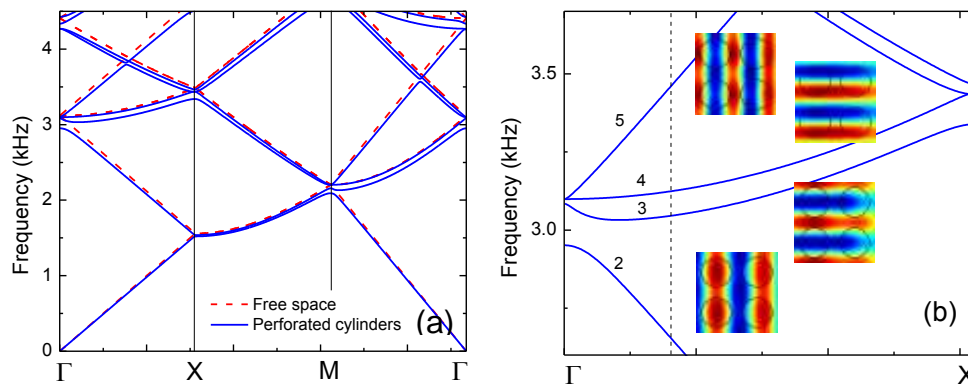 4
3
2
1
0
Frequency (kHz)
Free space
Perforated cylinders
(a)
Γ X M Γ
3.5
3.0
Frequency (kHz)
5
4
3
2
(b)
Γ X